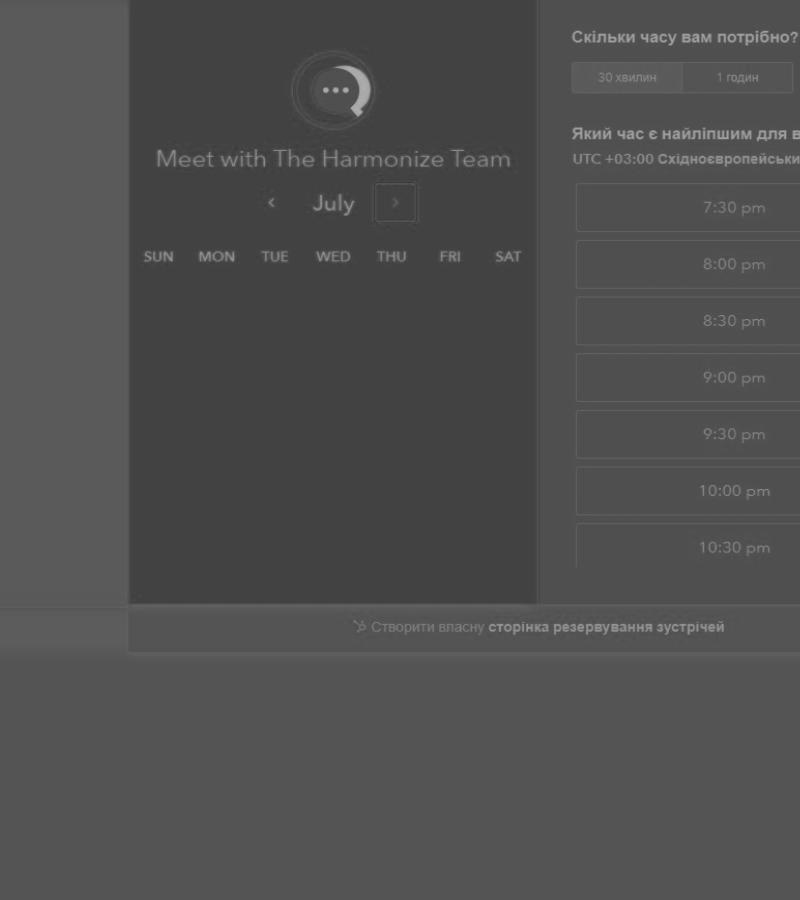 Meet with The Harmonize Team
July
SUN MON TUE WED THU FRI SAT
Скільки часу вам потрібно?
30 хвилин 1 годин
Який час є найліпшим для
UTC +03:00
7:30 pm
8:00 pm
8:30 pm
9:00 pm
9:30 pm
10:00 pm
10:30 pm
Створити власну сторінка резервування зустрічей